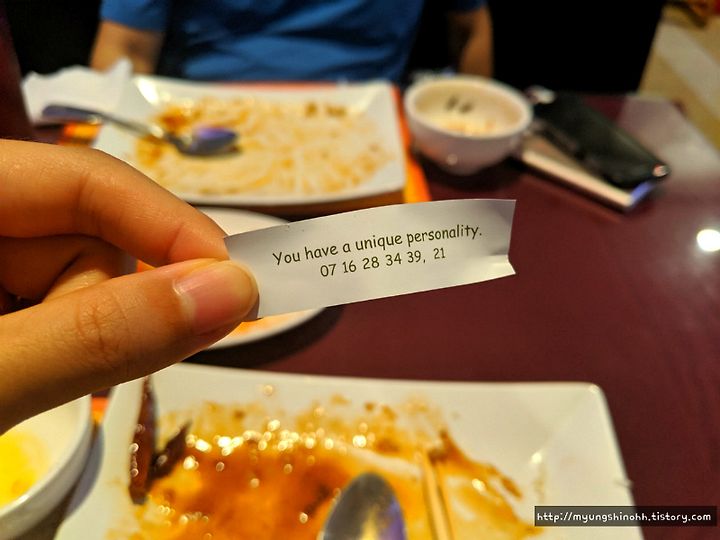 You have a unique personality.
07 16 28 34 39, 21
http://myungshinohh.tistory.com